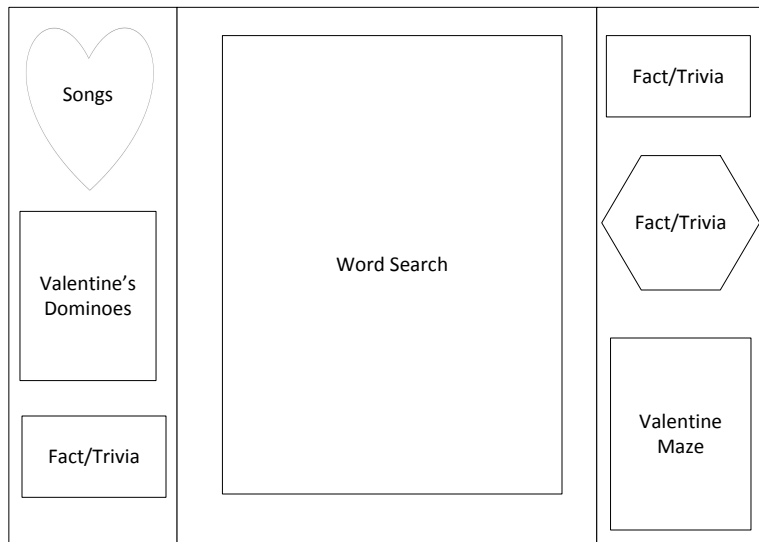 Songs
Valentine’s
Dominoes
Fact/Trivia
Word Search
Fact/Trivia
Fact/Trivia
Valentine
Maze